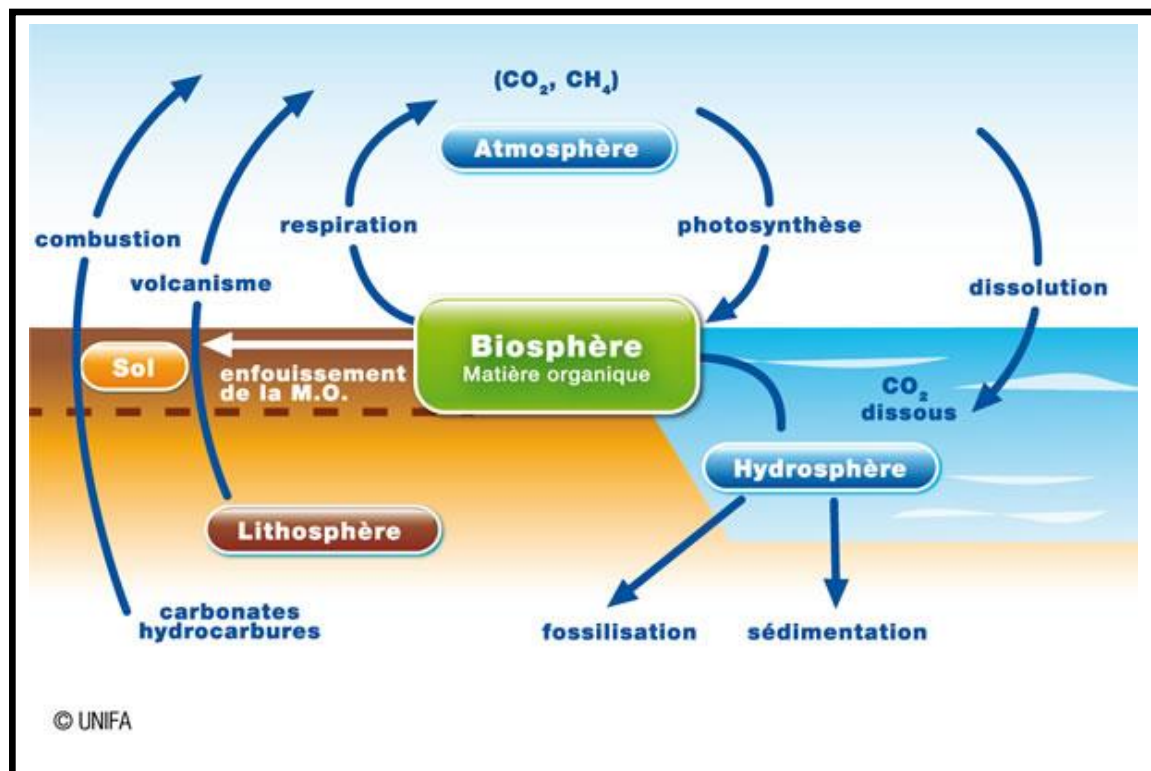 (CO₂, CH₄)
Atmosphère
respiration
photosynthèse
combustion
volcanisme
dissolution
Biosphère
Matière organique
Sol
enfouissement
de la M.O.
CO₂
dissous
Hydrosphère
Lithosphère
carbonates
hydrocarbures
fossilisation
sédimentation
© UNIFA